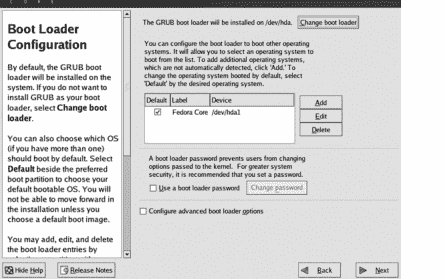 C O R E
Boot Loader
Configuration
By default, the GRUB boot
loader will be installed on the
system. If you do not want to
install GRUB as your boot
loader, select Change boot
loader.
You can also choose which OS
(if you have more than one)
should boot by default. Select
Default beside the preferred
boot partition to choose your
default bootable OS. You will
not be able to move forward in
the installation unless you
choose a default boot image.
You may add, edit, and delete
the boot loader entries by
Hide Help
Release Notes
The GRUB boot loader will be installed on /dev/hda.
Change boot loader
You can configure the boot loader to boot other operating
systems. It will allow you to select an operating system to
boot from the list. To add additional operating systems,
which are not automatically detected, click 'Add.' To
change the operating system booted by default, select
'Default' by the desired operating system.
Default Label Device
Fedora Core /dev/hda1
Add
Edit
Delete
A boot loader password prevents users from changing
options passed to the kernel. For greater system
security, it is recommended that you set a password.
Use a boot loader password
Change password
Configure advanced boot loader options
Back
Next